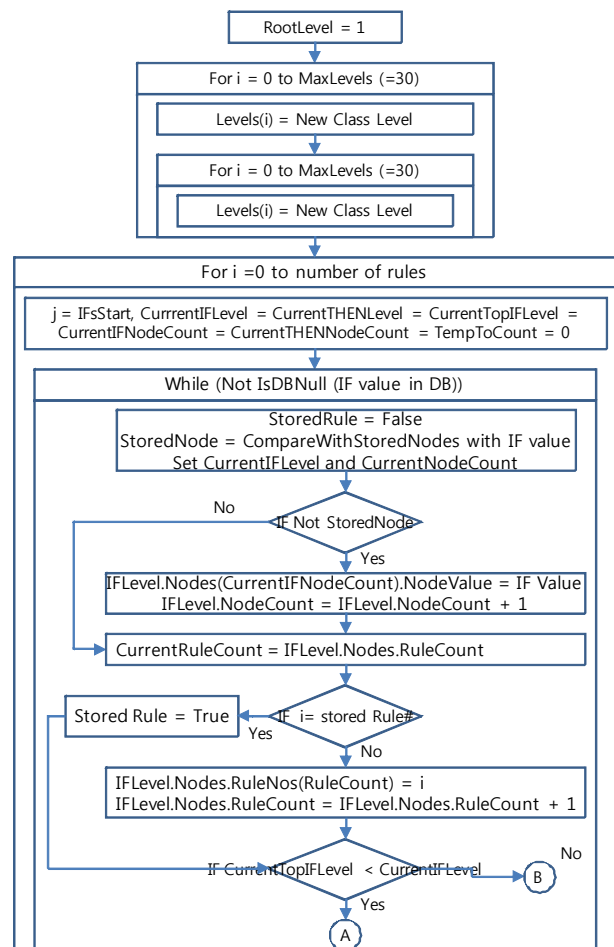 RootLevel = 1
For i = 0 to MaxLevels (=30)
Levels(i) = New Class Level
For i = 0 to MaxLevels (=30)
Levels(i) = New Class Level
For i =0 to number of rules
j = IFsStart, CurrrentIFLevel = CurrentTHENLevel = CurrentTopIFLevel =
CurrentIFNodeCount = CurrentTHENNodeCount = TempToCount = 0
While (Not IsDBNull (IF value in DB))
StoredRule = False
StoredNode = CompareWithStoredNodes with IF value
Set CurrentIFLevel and CurrentNodeCount
No
IF Not StoredNode
Yes
IFLevel.Nodes(CurrentIFNodeCount).NodeValue = IF Value
IFLevel.NodeCount = IFLevel.NodeCount + 1
CurrentRuleCount = IFLevel.Nodes.RuleCount
Stored Rule = True
Yes
IF i= stored Rule#
No
IFLevel.Nodes.RuleNos(RuleCount) = i
IFLevel.Nodes.RuleCount = IFLevel.Nodes.RuleCount + 1
IF CurrentTopIFLevel < CurrentIFLevel
No
B
Yes
A